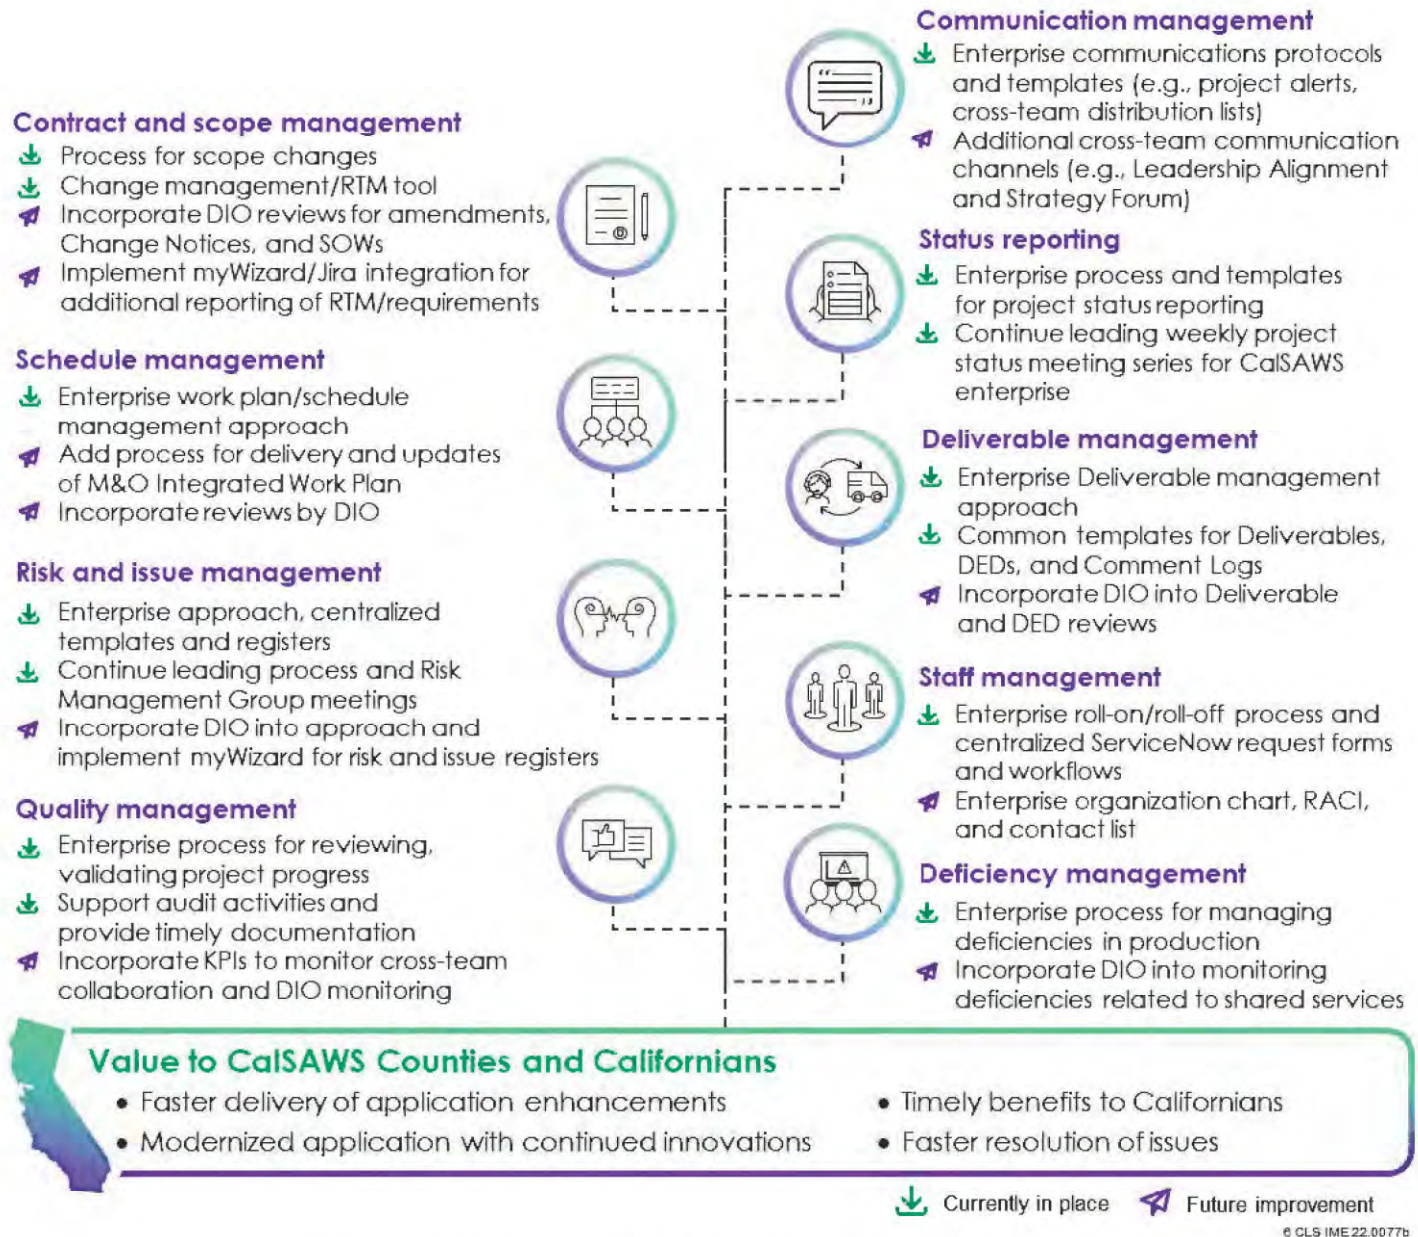 Contract and scope management
Process for scope changes
Change management/RTM tool
Incorporate DIO reviews for amendments,
Change Notices, and SOWs
Implement myWizard/Jira integration for
additional reporting of RTM/requirements
Schedule management
Enterprise work plan/schedule
management approach
Add process for delivery and updates
of M&O Integrated Work Plan
Incorporate reviews by DIO
Risk and issue management
Enterprise approach, centralized
templates and registers
Continue leading process and Risk
Management Group meetings
Incorporate DIO into approach and
implement myWizard for risk and issue registers
Quality management
Enterprise process for reviewing,
validating project progress
Support audit activities and
provide timely documentation
Incorporate KPIs to monitor cross-team
collaboration and DIO monitoring
Communication management
Enterprise communications protocols
and templates (e.g., project alerts,
cross-team distribution lists)
Additional cross-team communication
channels (e.g., Leadership Alignment
and Strategy Forum)
Status reporting
Enterprise process and templates
for project status reporting
Continue leading weekly project
status meeting series for CalSAWS
enterprise
Deliverable management
Enterprise Deliverable management
approach
Common templates for Deliverables,
DEDs, and Comment Logs
Incorporate DIO into Deliverable
and DED reviews
Staff management
Enterprise roll-on/roll-off process and
centralized ServiceNow request forms
and workflows
Enterprise organization chart, RACI,
and contact list
Deficiency management
Enterprise process for managing
deficiencies in production
Incorporate DIO into monitoring
deficiencies related to shared services
Value to CalSAWS Counties and Californians
• Faster delivery of application enhancements
• Modernized application with continued innovations
• Timely benefits to Californians
• Faster resolution of issues
Currently in place
Future improvement
6 CLS IME 22.0077b